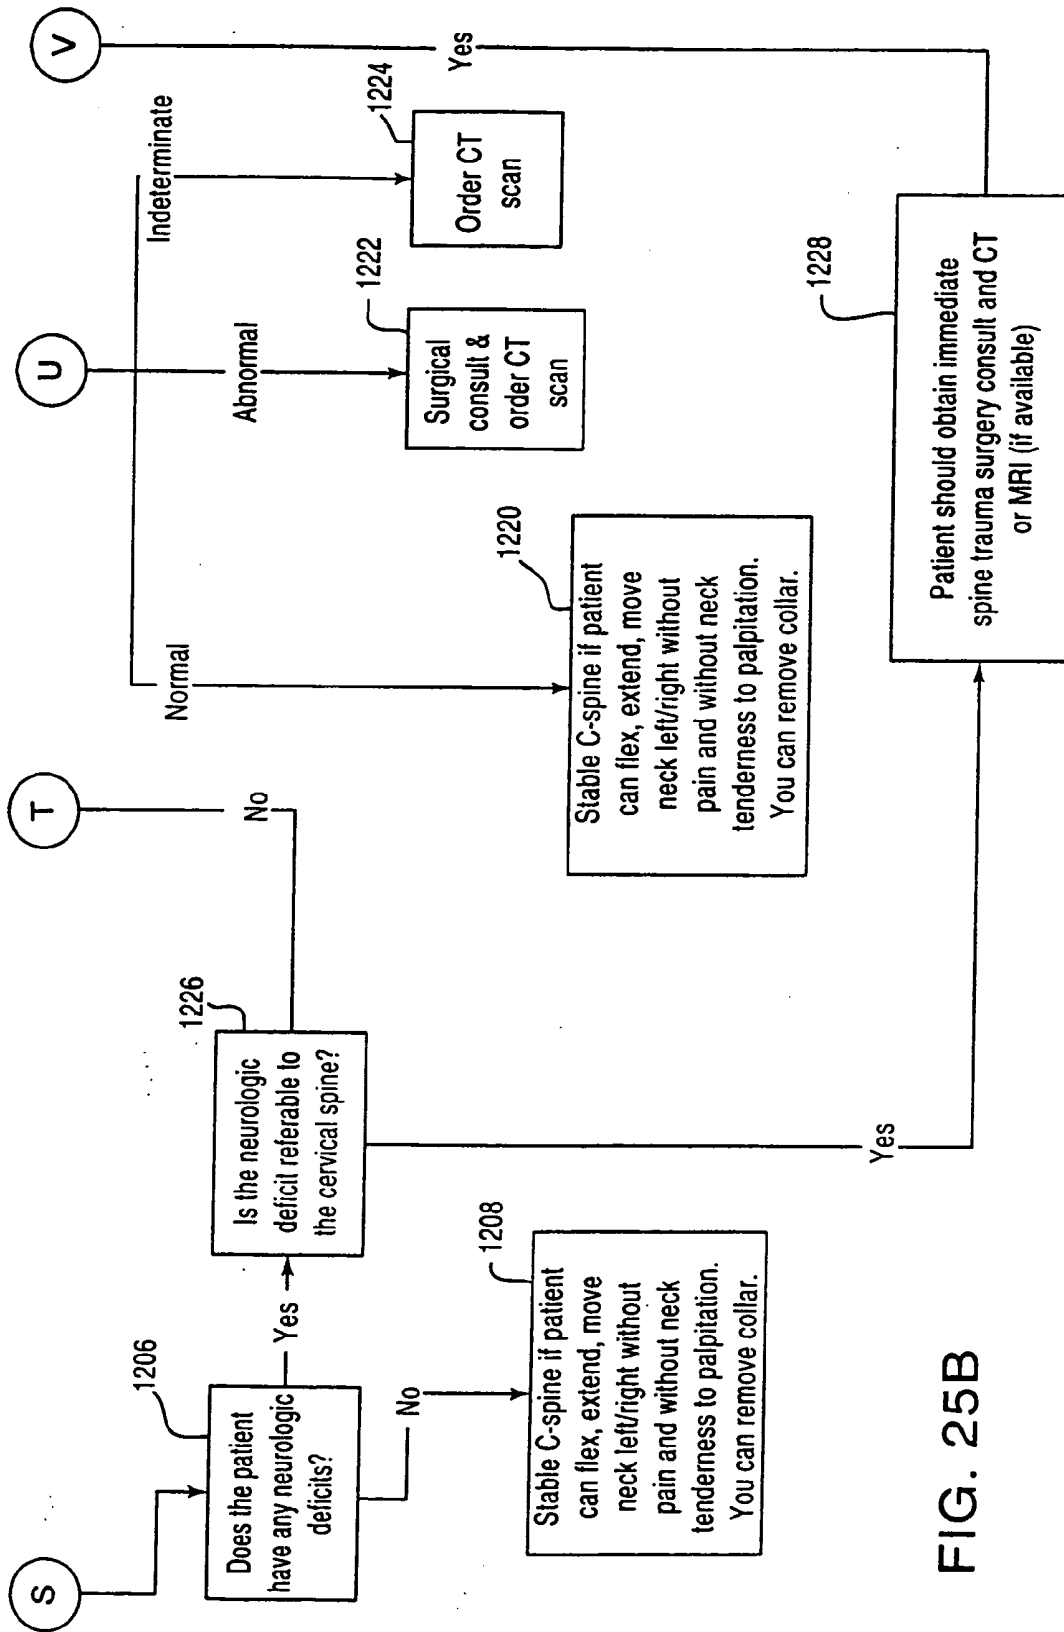 S
T
U
V
1206
Does the patient
have any neurologic
deficits?
Yes
No
1226
Is the neurologic
deficit referable to
the cervical spine?
No
Yes
1208
Stable C-spine if patient
can flex, extend, move
neck left/right without
pain and without neck
tenderness to palpitation.
You can remove collar.
Normal
Abnormal
Indeterminate
1220
Stable C-spine if patient
can flex, extend, move
neck left/right without
pain and without neck
tenderness to palpitation.
You can remove collar.
1222
Surgical
consult &
order CT
scan
1224
Order CT
scan
Yes
1228
Patient should obtain immediate
spine trauma surgery consult and CT
or MRI (if available)
FIG. 25B